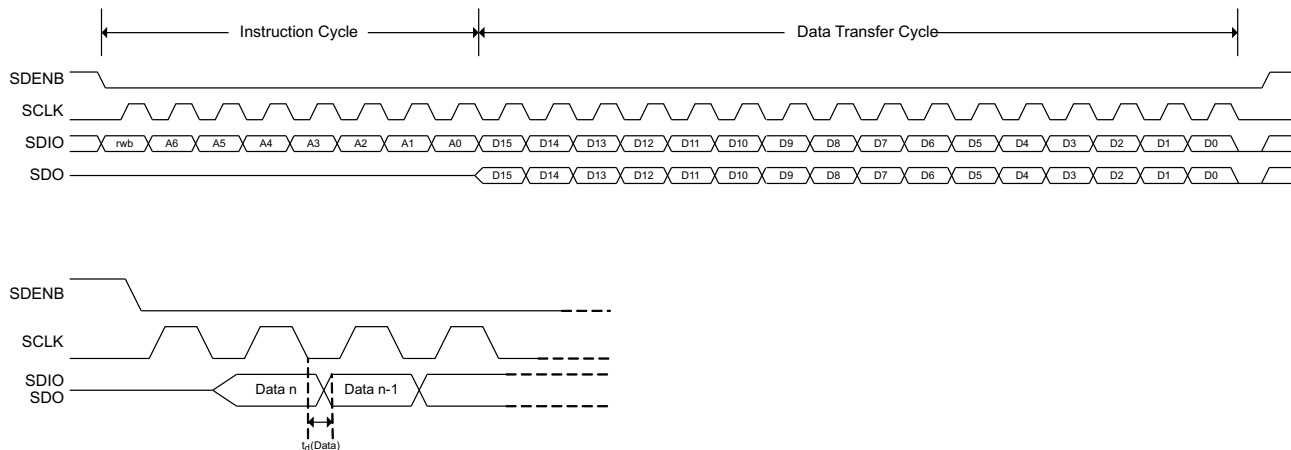 Instruction Cycle Data Transfer Cycle
SDENB
SCLK
SDIO rwb A6 A5 A4 A3 A2 A1 A0 D15 D14 D13 D12 D11 D10 D9 D8 D7 D6 D5 D4 D3 D2 D1 D0
SDO D15 D14 D13 D12 D11 D10 D9 D8 D7 D6 D5 D4 D3 D2 D1 D0
SDENB
SCLK
SDIO
SDO Data n Data n-1
td(Data)